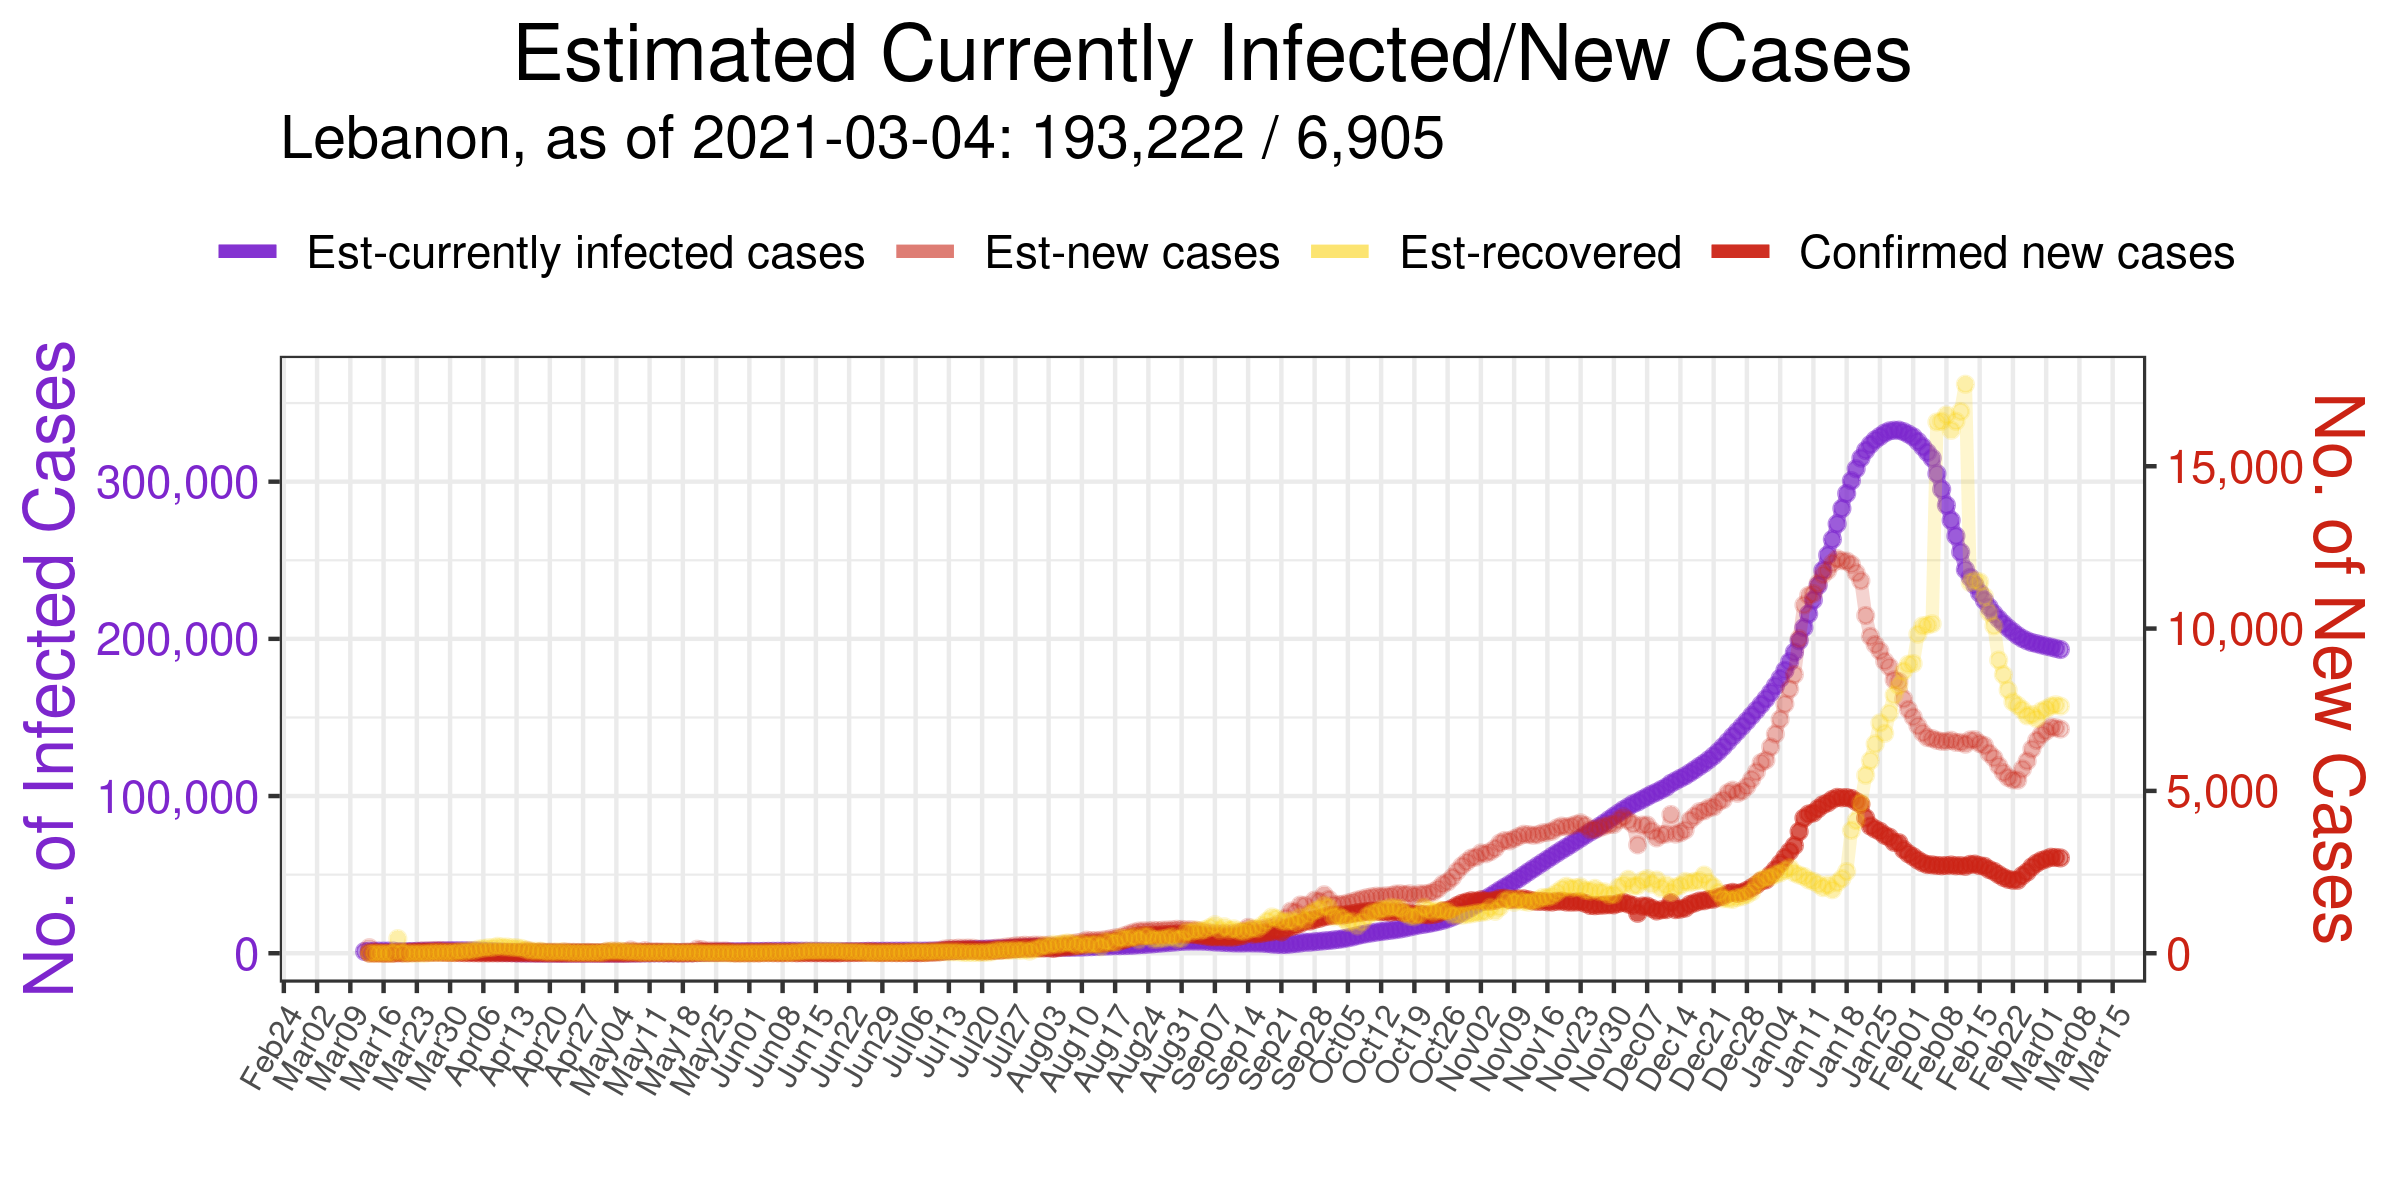 Estimated Currently Infected/New Cases
Lebanon, as of 2021-03-04: 193,222 / 6,905
Est-currently infected cases Est-new cases Est-recovered Confirmed new cases
No. of Infected Cases
300,000
200,000
100,000
0
15,000
10,000
5,000
0
No. of New Cases
Feb24 Mar02 Mar09 Mar16 Mar23 Mar30 Apr06 Apr13 Apr20 Apr27 May04 May11 May18 May25 Jun01 Jun08 Jun15 Jun22 Jun29 Jul06 Jul13 Jul20 Jul27 Aug03 Aug10 Aug17 Aug24 Aug31 Sep07 Sep14 Sep21 Sep28 Oct05 Oct12 Oct19 Oct26 Nov02 Nov09 Nov16 Nov23 Nov30 Dec07 Dec14 Dec21 Dec28 Jan04 Jan11 Jan18 Jan25 Feb01 Feb08 Feb15 Feb22 Mar01 Mar08 Mar15